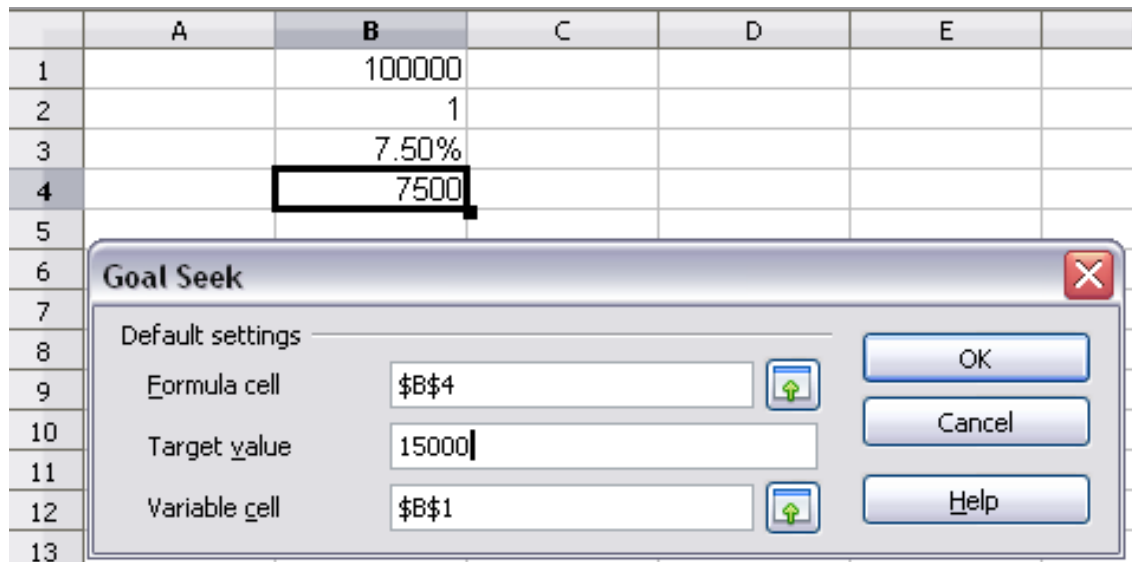 A B C D E
1 100000
2 1
3 7.50%
4 7500
5
6 Goal Seek
7
Default settings
8 OK
9 Formula cell $B$4
10 Cancel
Target value 15000
11
12 Variable cell $B$1 Help
13